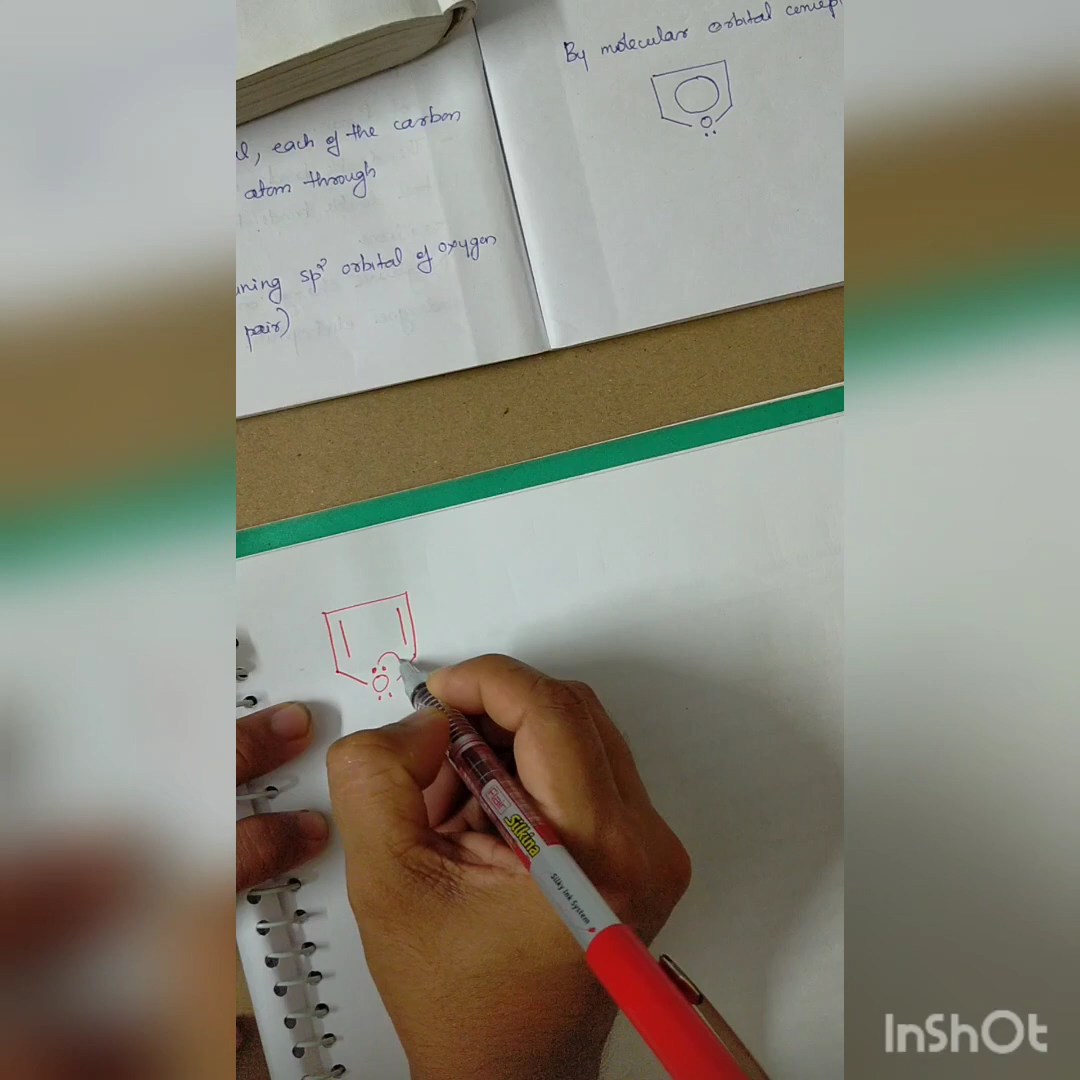 l, each of the carbon
atom through
ning sp² orbital of oxygen
pair)
By molecular orbital concep
O
O
Flair
Silkina
Silky Ink System
InShOt